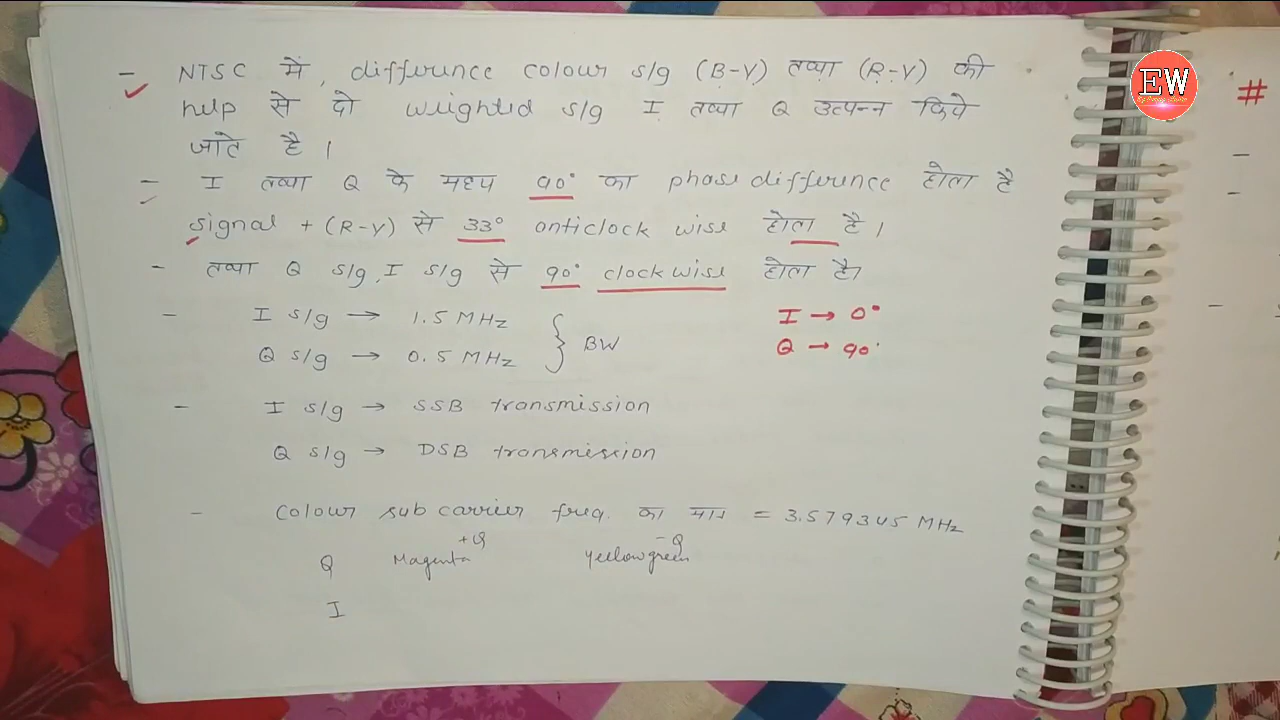 EW
- NTSC में, difference colour s/g (B-Y) तथा (R-Y) की
help से दो weighted s/g I तथा Q उत्पन्न किये
जाते है ।
- I तथा Q के मध्य 90° का phase difference होता है
signal + (R-Y) से 33° anticlock wise होता है ।
- तथा Q s/g, I s/g से 90° clockwise होता है।
- I s/g → 1.5 MHz
Q s/g → 0.5 MHz } BW
I → 0°
Q → 90°
- I s/g → SSB transmission
Q s/g → DSB transmission
- Colour sub carrier freq. का मान = 3.579345 MHz
Q Magenta +Q Yellowgreen -Q
I
#